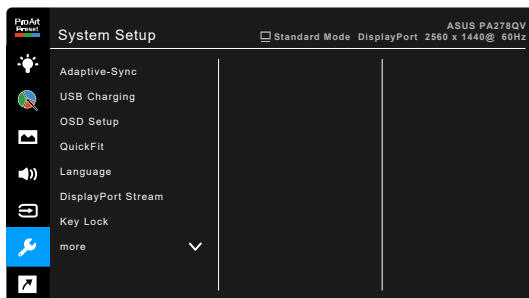 ProArt
Preset
System Setup
ASUS PA278QV
Standard Mode DisplayPort 2560 x 1440@ 60Hz
Adaptive-Sync
USB Charging
OSD Setup
QuickFit
Language
DisplayPort Stream
Key Lock
more